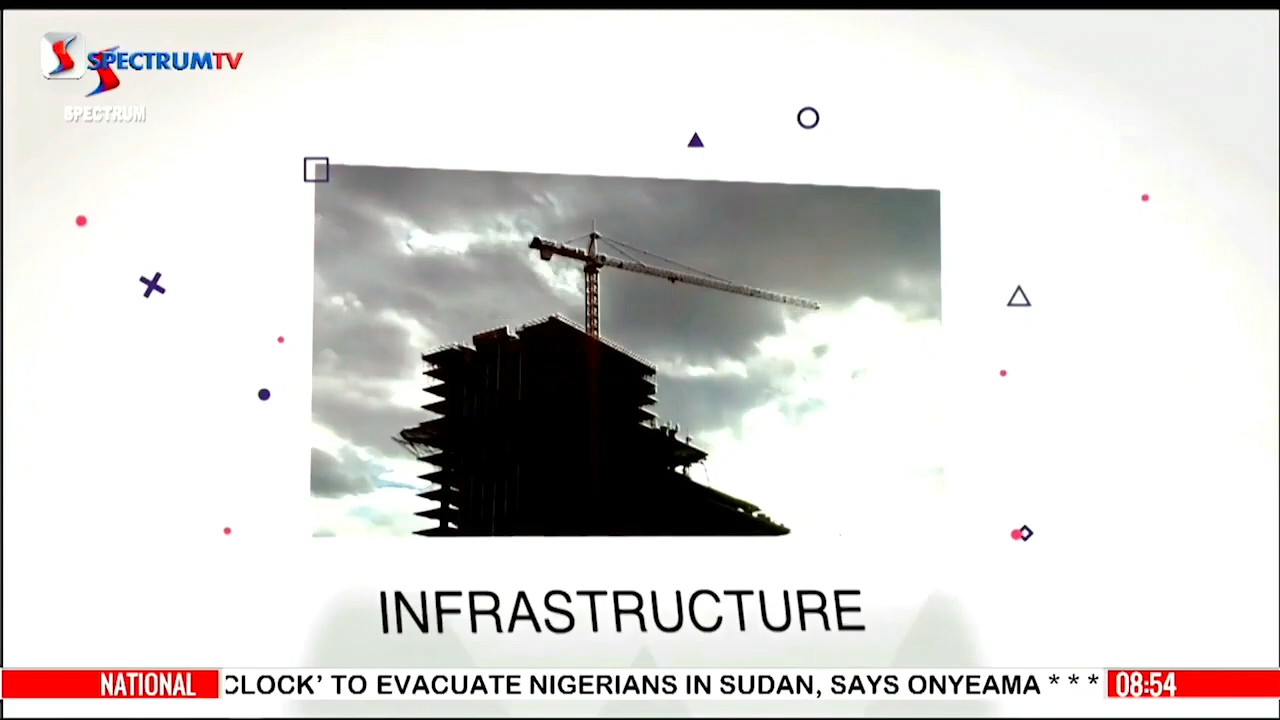 SPECTRUMTV
SPECTRUM
INFRASTRUCTURE
NATIONAL
CLOCK’ TO EVACUATE NIGERIANS IN SUDAN, SAYS ONYEAMA * * *
08:54